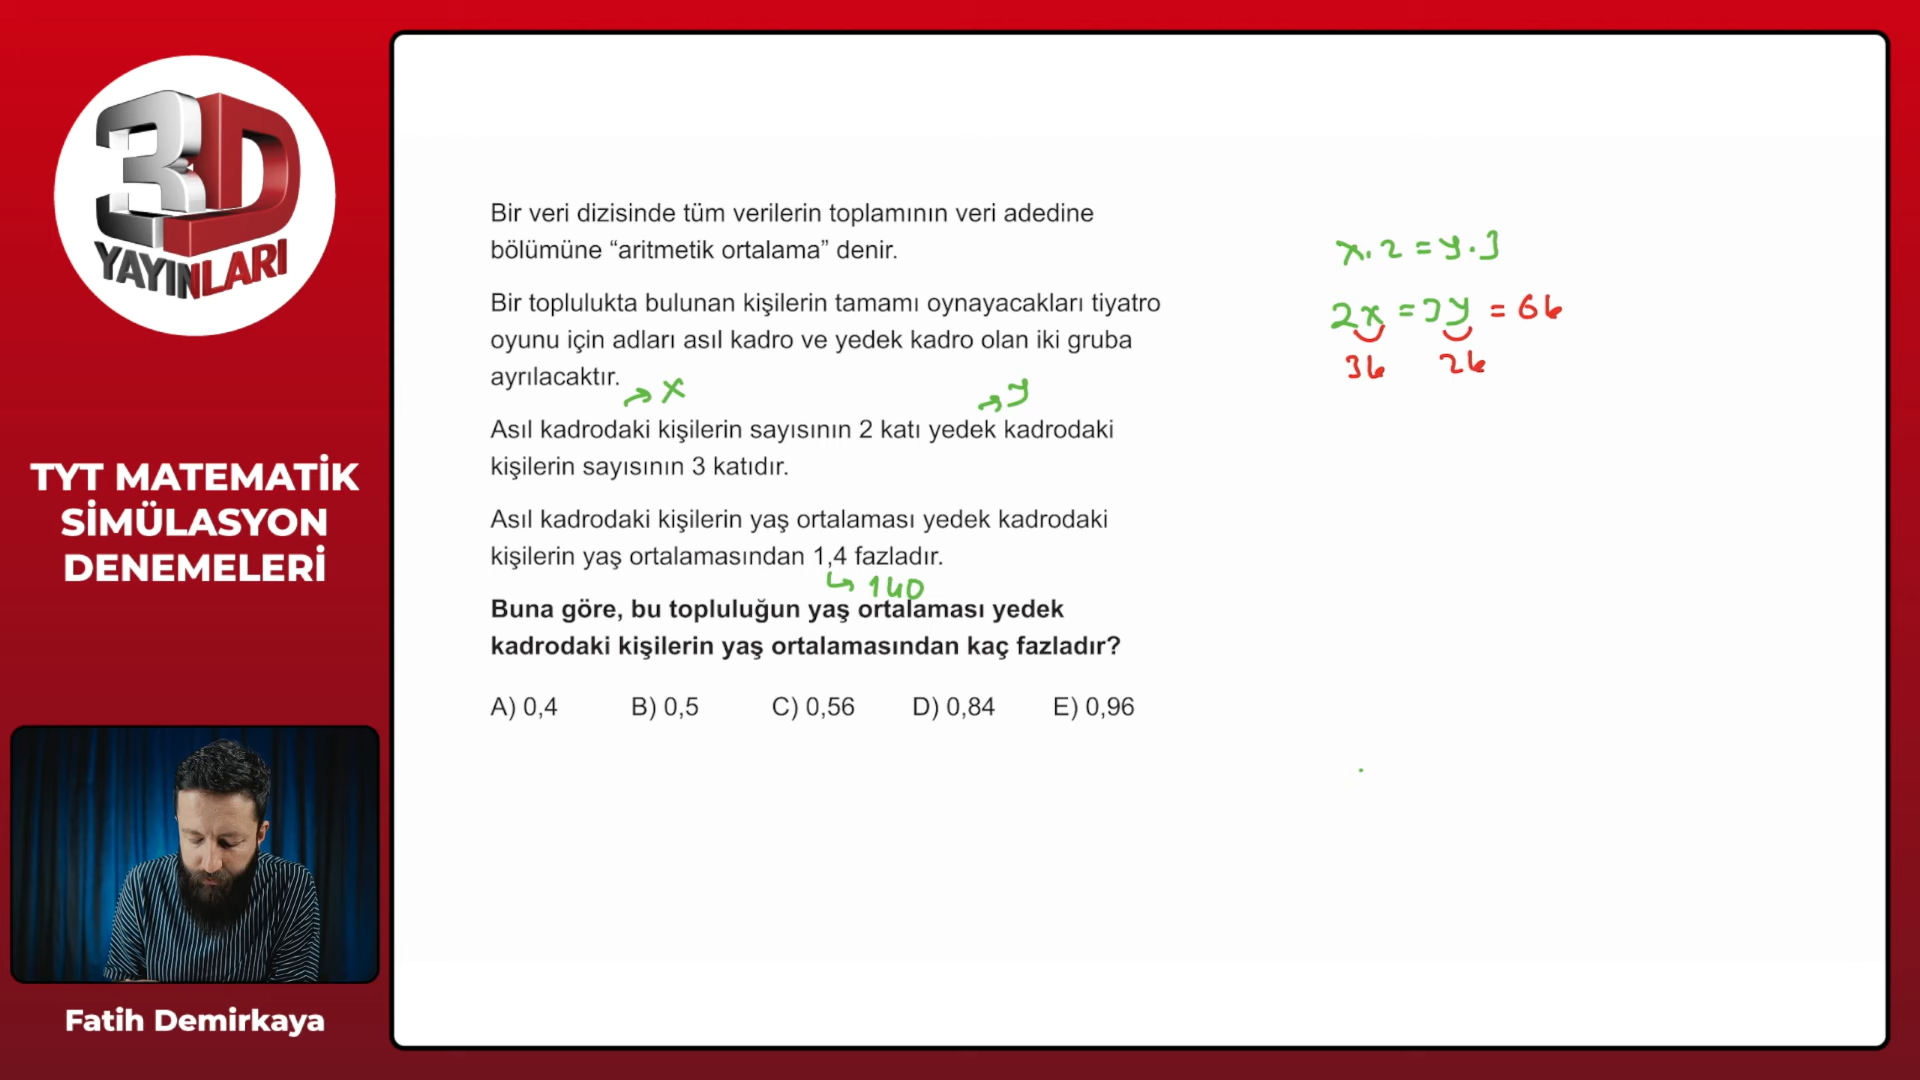 3D
YAYINLARI
TYT MATEMATİK
SİMÜLASYON
DENEMELERİ
Fatih Demirkaya
Bir veri dizisinde tüm verilerin toplamının veri adedine
bölümüne “aritmetik ortalama” denir.
Bir toplulukta bulunan kişilerin tamamı oynayacakları tiyatro
oyunu için adları asıl kadro ve yedek kadro olan iki gruba
ayrılacaktır.
→ x → y
Asıl kadrodaki kişilerin sayısının 2 katı yedek kadrodaki
kişilerin sayısının 3 katıdır.
Asıl kadrodaki kişilerin yaş ortalaması yedek kadrodaki
kişilerin yaş ortalamasından 1,4 fazladır.
↳ 140
Buna göre, bu topluluğun yaş ortalaması yedek
kadrodaki kişilerin yaş ortalamasından kaç fazladır?
A) 0,4 B) 0,5 C) 0,56 D) 0,84 E) 0,96
x.2 = y.3
2x = 3y = 6k
3k 2k